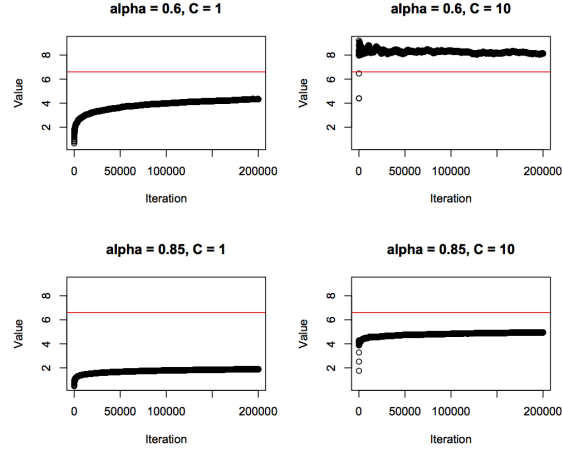 alpha = 0.6, C = 1
Value
8
6
4
2
0 50000 100000 200000
Iteration
alpha = 0.6, C = 10
Value
8
6
4
2
0 50000 100000 200000
Iteration
alpha = 0.85, C = 1
Value
8
6
4
2
0 50000 100000 200000
Iteration
alpha = 0.85, C = 10
Value
8
6
4
2
0 50000 100000 200000
Iteration